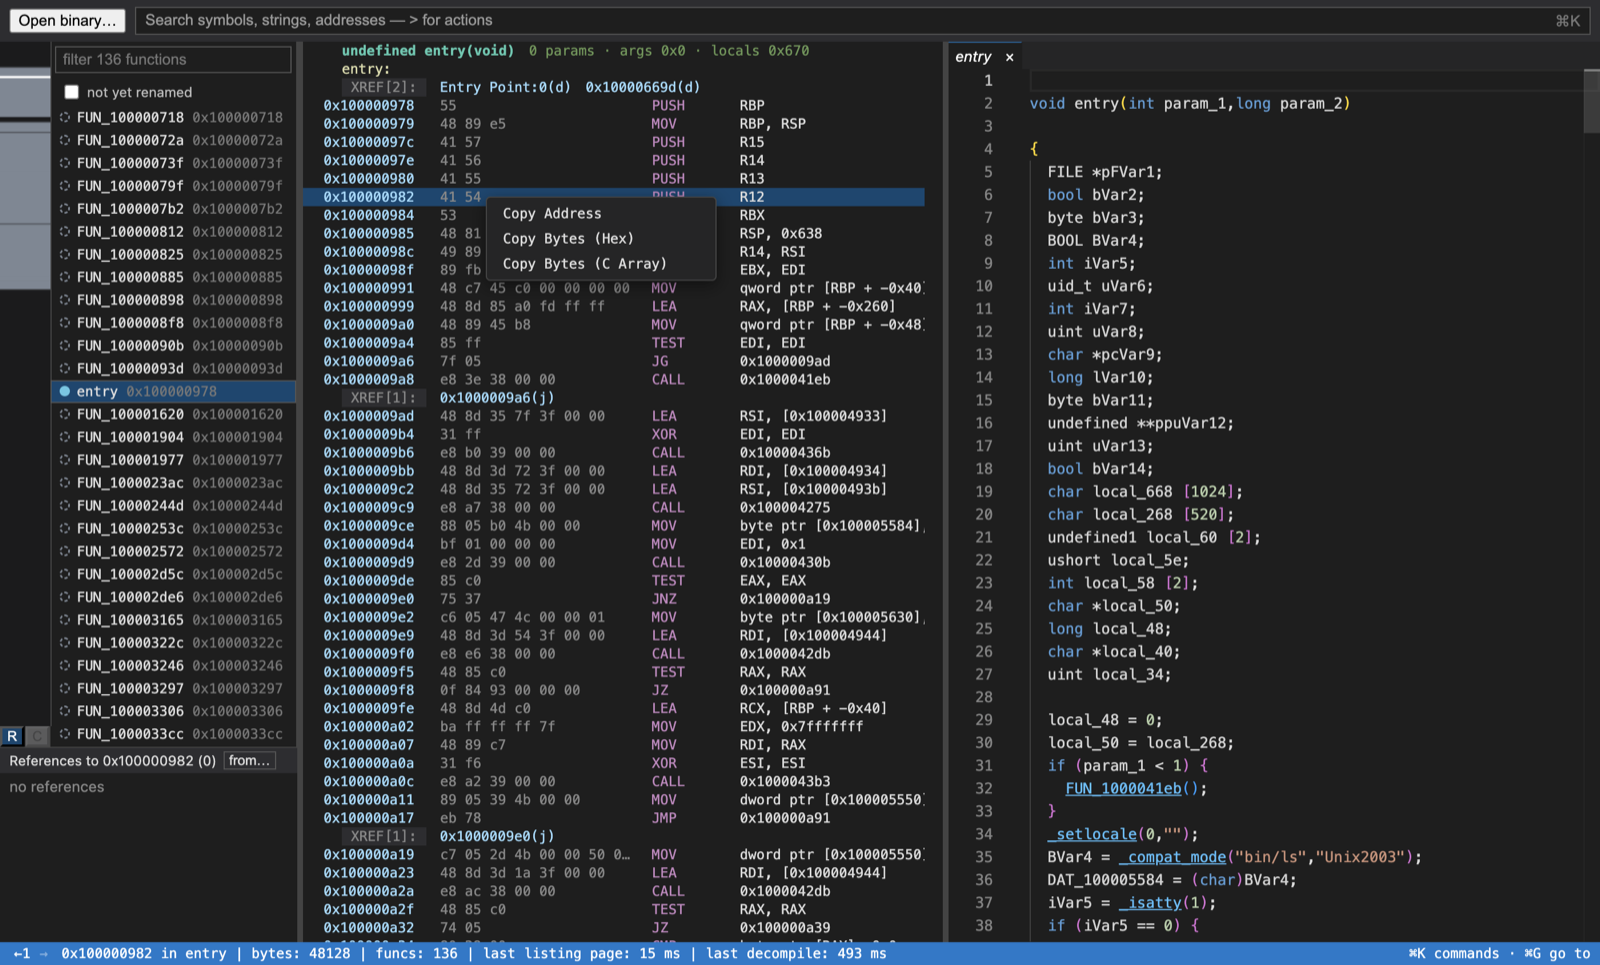 Open binary…
Search symbols, strings, addresses — > for actions
⌘K
filter 136 functions
not yet renamed
FUN_100000718 0x100000718
FUN_10000072a 0x10000072a
FUN_10000073f 0x10000073f
FUN_10000079f 0x10000079f
FUN_1000007b2 0x1000007b2
FUN_100000812 0x100000812
FUN_100000825 0x100000825
FUN_100000885 0x100000885
FUN_100000898 0x100000898
FUN_1000008f8 0x1000008f8
FUN_10000090b 0x10000090b
FUN_10000093d 0x10000093d
entry 0x100000978
FUN_100001620 0x100001620
FUN_100001904 0x100001904
FUN_100001977 0x100001977
FUN_1000023ac 0x1000023ac
FUN_10000244d 0x10000244d
FUN_10000253c 0x10000253c
FUN_100002572 0x100002572
FUN_100002d5c 0x100002d5c
FUN_100002de6 0x100002de6
FUN_100003165 0x100003165
FUN_10000322c 0x10000322c
FUN_100003246 0x100003246
FUN_100003297 0x100003297
FUN_100003306 0x100003306
FUN_1000033cc 0x1000033cc
R C
References to 0x100000982 (0) from…
no references
undefined entry(void) 0 params · args 0x0 · locals 0x670
entry:
XREF[2]: Entry Point:0(d) 0x10000669d(d)
0x100000978 55 PUSH RBP
0x100000979 48 89 e5 MOV RBP, RSP
0x10000097c 41 57 PUSH R15
0x10000097e 41 56 PUSH R14
0x100000980 41 55 PUSH R13
0x100000982 41 54 PUSH R12
0x100000984 53 RBX
0x100000985 48 81 RSP, 0x638
0x10000098c 49 89 R14, RSI
0x10000098f 89 fb EBX, EDI
Copy Address
Copy Bytes (Hex)
Copy Bytes (C Array)
0x100000991 48 c7 45 c0 00 00 00 00 MOV qword ptr [RBP + -0x40]
0x100000999 48 8d 85 a0 fd ff ff LEA RAX, [RBP + -0x260]
0x1000009a0 48 89 45 b8 MOV qword ptr [RBP + -0x48]
0x1000009a4 85 ff TEST EDI, EDI
0x1000009a6 7f 05 JG 0x1000009ad
0x1000009a8 e8 3e 38 00 00 CALL 0x1000041eb
XREF[1]: 0x1000009a6(j)
0x1000009ad 48 8d 35 7f 3f 00 00 LEA RSI, [0x100004933]
0x1000009b4 31 ff XOR EDI, EDI
0x1000009b6 e8 b0 39 00 00 CALL 0x10000436b
0x1000009bb 48 8d 3d 72 3f 00 00 LEA RDI, [0x100004934]
0x1000009c2 48 8d 35 72 3f 00 00 LEA RSI, [0x10000493b]
0x1000009c9 e8 a7 38 00 00 CALL 0x100004275
0x1000009ce 88 05 b0 4b 00 00 MOV byte ptr [0x100005584],
0x1000009d4 bf 01 00 00 00 MOV EDI, 0x1
0x1000009d9 e8 2d 39 00 00 CALL 0x10000430b
0x1000009de 85 c0 TEST EAX, EAX
0x1000009e0 75 37 JNZ 0x100000a19
0x1000009e2 c6 05 47 4c 00 00 01 MOV byte ptr [0x100005630],
0x1000009e9 48 8d 3d 54 3f 00 00 LEA RDI, [0x100004944]
0x1000009f0 e8 e6 38 00 00 CALL 0x1000042db
0x1000009f5 48 85 c0 TEST RAX, RAX
0x1000009f8 0f 84 93 00 00 00 JZ 0x100000a91
0x1000009fe 48 8d 4d c0 LEA RCX, [RBP + -0x40]
0x100000a02 ba ff ff ff 7f MOV EDX, 0x7fffffff
0x100000a07 48 89 c7 MOV RDI, RAX
0x100000a0a 31 f6 XOR ESI, ESI
0x100000a0c e8 a2 39 00 00 CALL 0x1000043b3
0x100000a11 89 05 39 4b 00 00 MOV dword ptr [0x100005550]
0x100000a17 eb 78 JMP 0x100000a91
XREF[1]: 0x1000009e0(j)
0x100000a19 c7 05 2d 4b 00 00 50 0… MOV dword ptr [0x100005550]
0x100000a23 48 8d 3d 1a 3f 00 00 LEA RDI, [0x100004944]
0x100000a2a e8 ac 38 00 00 CALL 0x1000042db
0x100000a2f 48 85 c0 TEST RAX, RAX
0x100000a32 74 05 JZ 0x100000a39
entry ×
1
2 void entry(int param_1,long param_2)
3
4 {
5 FILE *pFVar1;
6 bool bVar2;
7 byte bVar3;
8 BOOL BVar4;
9 int iVar5;
10 uid_t uVar6;
11 int iVar7;
12 uint uVar8;
13 char *pcVar9;
14 long lVar10;
15 byte bVar11;
16 undefined **ppuVar12;
17 uint uVar13;
18 bool bVar14;
19 char local_668 [1024];
20 char local_268 [520];
21 undefined1 local_60 [2];
22 ushort local_5e;
23 int local_58 [2];
24 char *local_50;
25 long local_48;
26 char *local_40;
27 uint local_34;
28
29 local_48 = 0;
30 local_50 = local_268;
31 if (param_1 < 1) {
32 FUN_1000041eb();
33 }
34 _setlocale(0,"");
35 BVar4 = _compat_mode("bin/ls","Unix2003");
36 DAT_100005584 = (char)BVar4;
37 iVar5 = _isatty(1);
38 if (iVar5 == 0) {
←1 → 0x100000982 in entry | bytes: 48128 | funcs: 136 | last listing page: 15 ms | last decompile: 493 ms
⌘K commands · ⌘G go to